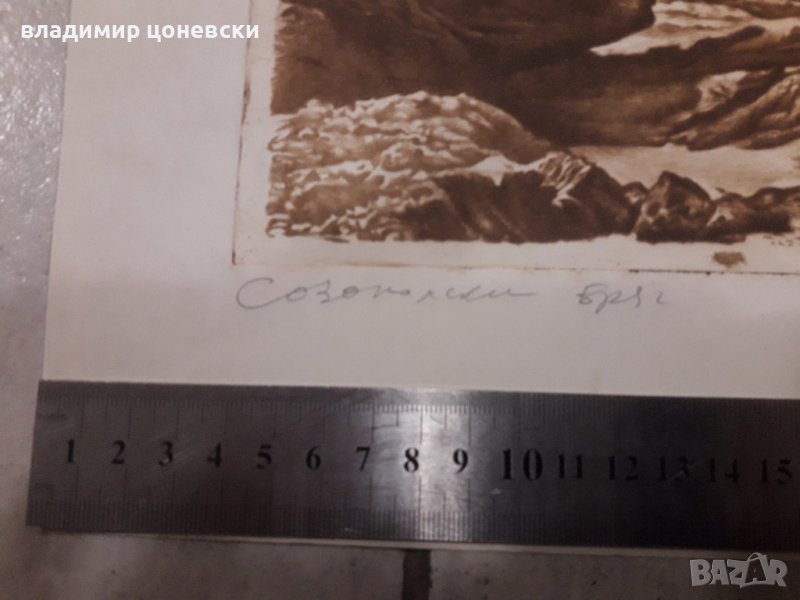 владимир цоневски
Созополски бряг
1 2 3 4 5 6 7 8 9 10 11 12 13 14 15
BAZAR